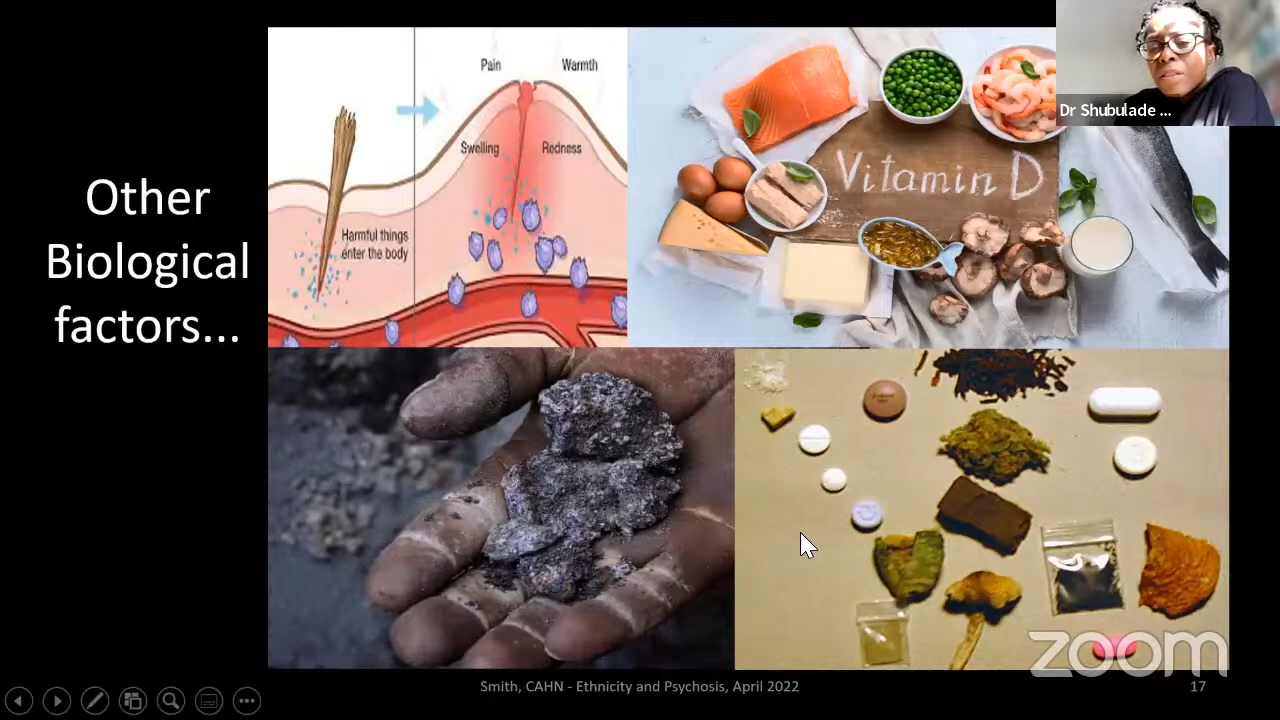 Other
Biological
factors...
Pain
Warmth
Swelling
Redness
Harmful things
enter the body
Vitamin D
Dr Shubulade ...
3
zoom
Smith, CAHN - Ethnicity and Psychosis, April 2022
17